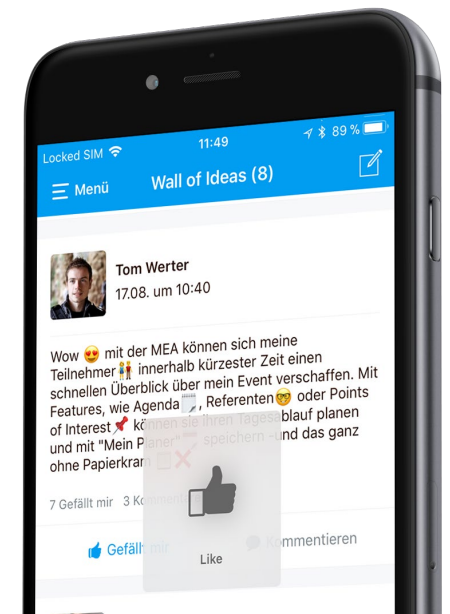 Locked SIM 11:49 89 %
Menü Wall of Ideas (8)
Tom Werter
17.08. um 10:40
Wow 😍 mit der MEA können sich meine
Teilnehmer 👬 innerhalb kürzester Zeit einen
schnellen Überblick über mein Event verschaffen. Mit
Features, wie Agenda 🗒️, Referenten 🤓 oder Points
of Interest 📌 können sie ihren Tagesablauf planen
und mit "Mein Planer" speichern -und das ganz
ohne Papierkram ❌
7 Gefällt mir 3 Kommentare
Gefällt mir Kommentieren
Like